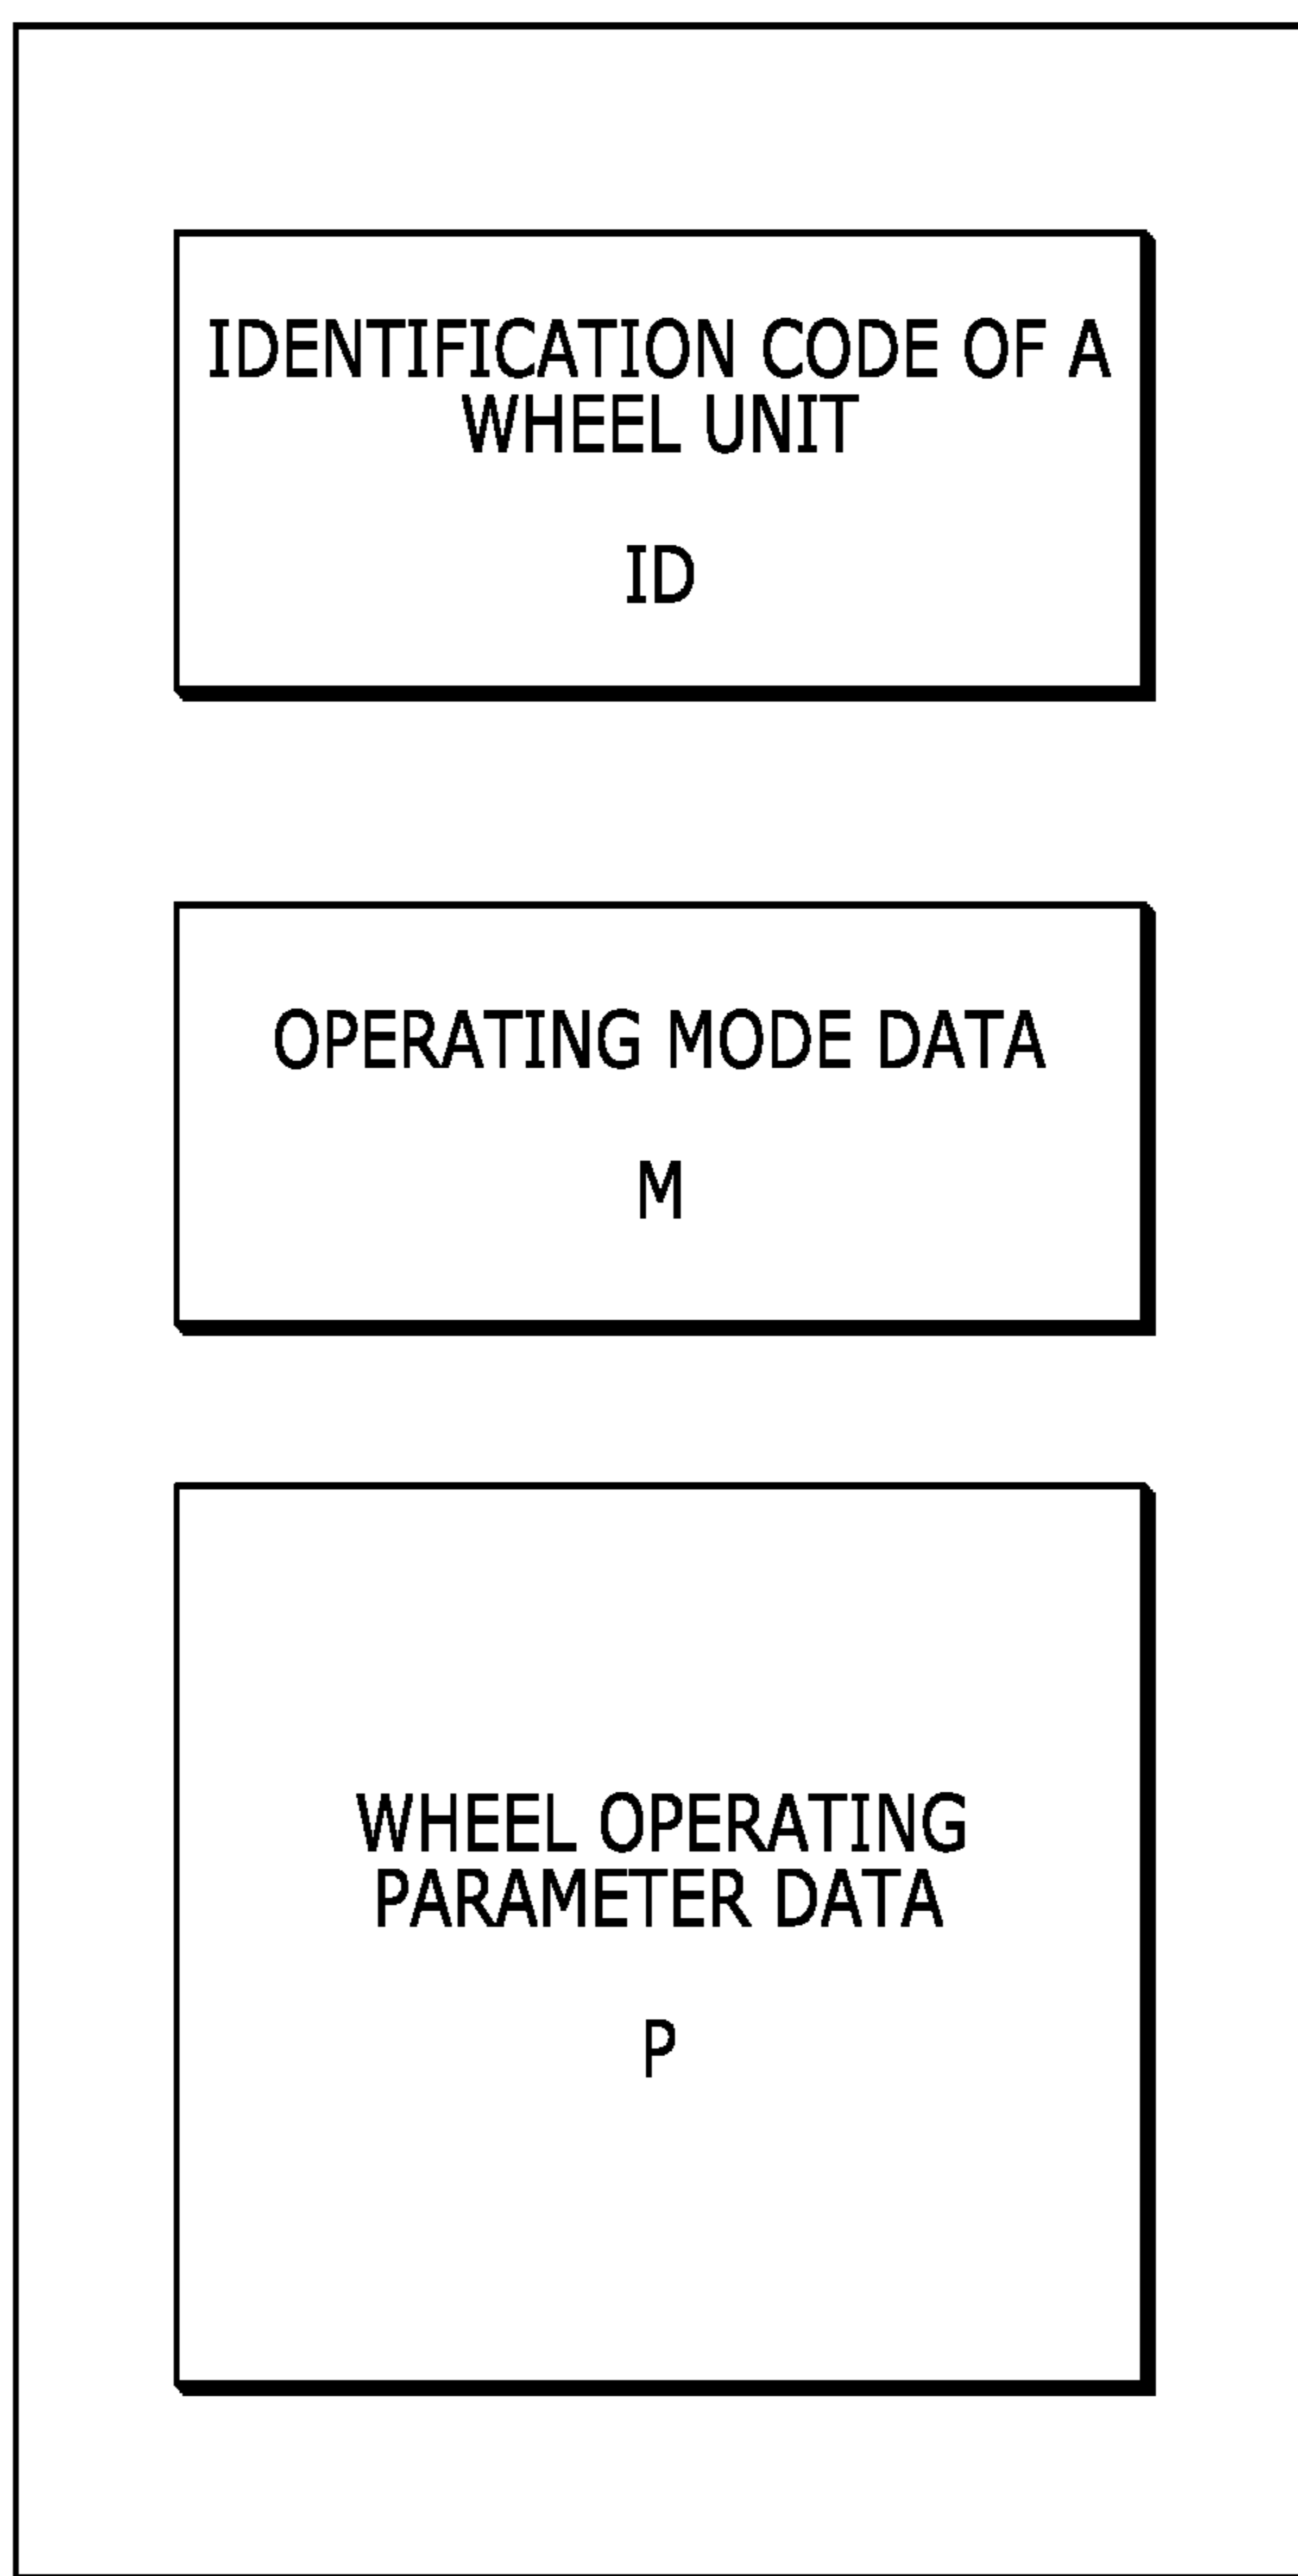 IDENTIFICATION CODE OF A
WHEEL UNIT
ID
OPERATING MODE DATA
M
WHEEL OPERATING
PARAMETER DATA
P